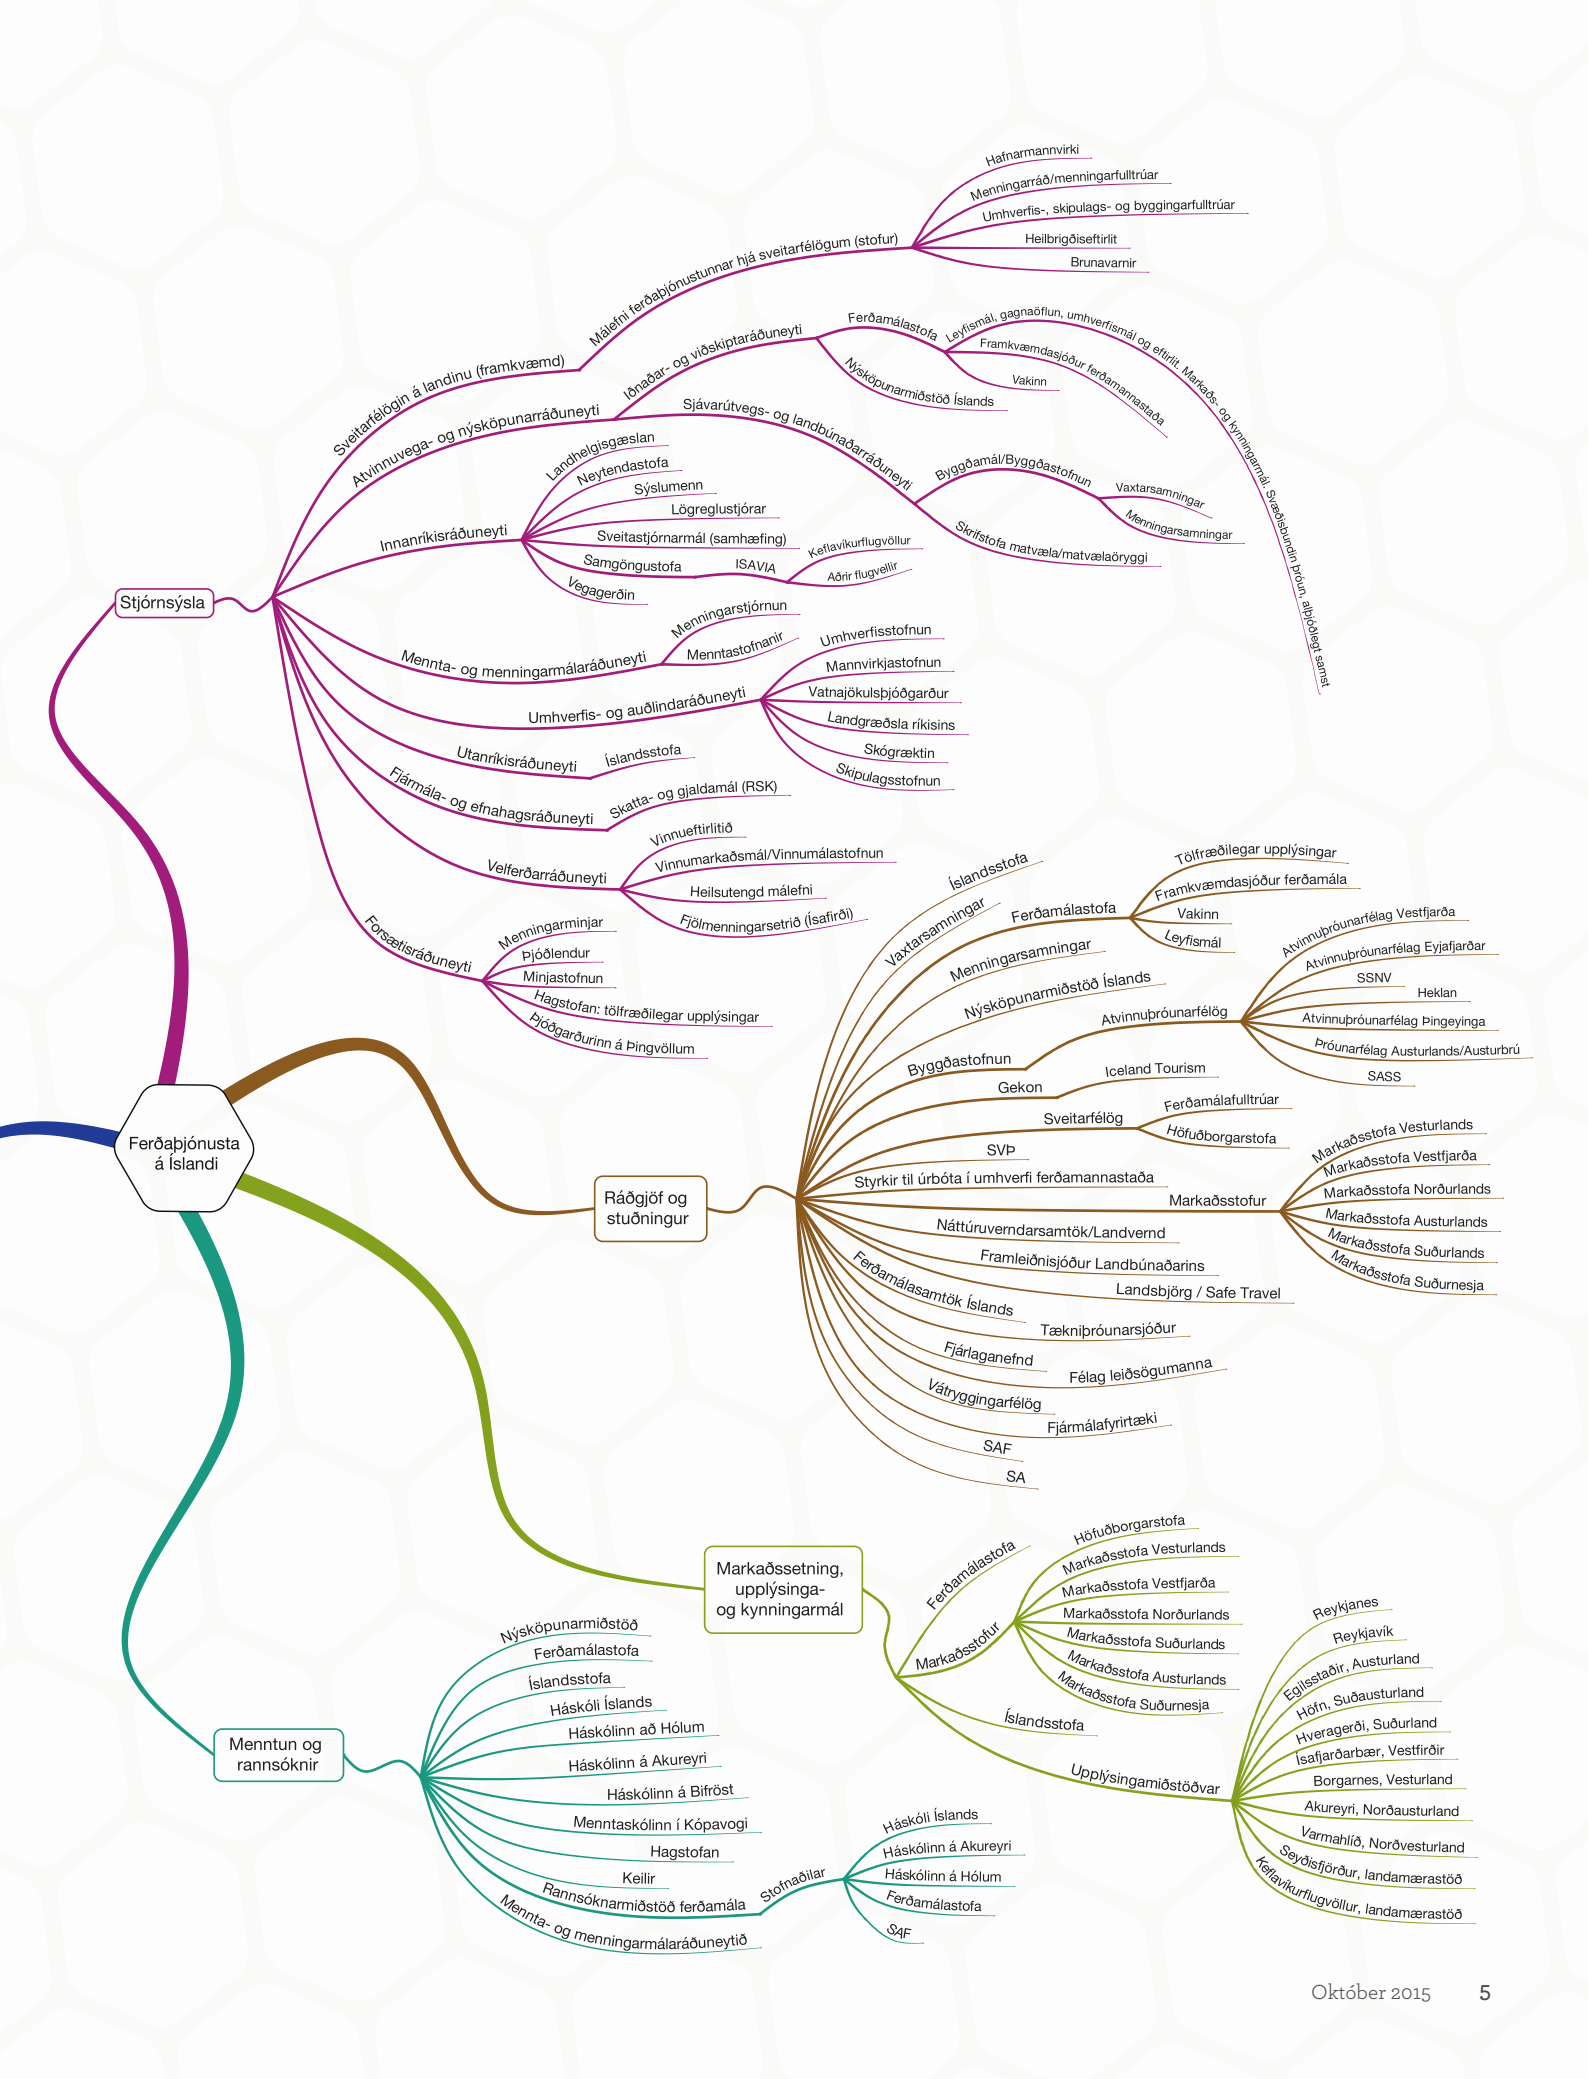 Hafnarmannvirki
Menningarráð/menningarfulltrúar
Umhverfis-, skipulags- og byggingarfulltrúar
Heilbrigðiseftirlit
Brunavarnir
Málefni ferðaþjónustunnar hjá sveitarfélögum (stofur)
Sveitarfélögin á landinu (framkvæmd)
Atvinnuvega- og nýsköpunarráðuneyti
Iðnaðar- og viðskiptaráðuneyti
Ferðamálastofa
Leyfismál, gagnaöflun, umhverfismál og eftirlit. Markaðs- og kynningarmál. Svæðisbundin þróun, alþjóðlegt samst
Framkvæmdasjóður ferðamannastaða
Vakinn
Nýsköpunarmiðstöð Íslands
Sjávarútvegs- og landbúnaðarráðuneyti
Byggðamál/Byggðastofnun
Vaxtarsamningar
Menningarsamningar
Skrifstofa matvæla/matvælaöryggi
Innanríkisráðuneyti
Landhelgisgæslan
Neytendastofa
Sýslumenn
Lögreglustjórar
Sveitastjórnarmál (samhæfing)
Samgöngustofa
ISAVIA
Keflavíkurflugvöllur
Aðrir flugvellir
Vegagerðin
Stjórnsýsla
Mennta- og menningarmálaráðuneyti
Menningarstjórnun
Menntastofnanir
Umhverfis- og auðlindaráðuneyti
Umhverfisstofnun
Mannvirkjastofnun
Vatnajökulsþjóðgarður
Landgræðsla ríkisins
Skógræktin
Skipulagsstofnun
Utanríkisráðuneyti
Íslandsstofa
Fjármála- og efnahagsráðuneyti
Skatta- og gjaldamál (RSK)
Velferðarráðuneyti
Vinnueftirlitið
Vinnumarkaðsmál/Vinnumálastofnun
Heilsutengd málefni
Fjölmenningarsetrið (Ísafirði)
Forsætisráðuneyti
Menningarminjar
Þjóðlendur
Minjastofnun
Hagstofan: tölfræðilegar upplýsingar
Þjóðgarðurinn á Þingvöllum
Ferðaþjónusta
á Íslandi
Ráðgjöf og
stuðningur
Íslandsstofa
Vaxtarsamningar
Ferðamálastofa
Tölfræðilegar upplýsingar
Framkvæmdasjóður ferðamála
Vakinn
Leyfismál
Menningarsamningar
Nýsköpunarmiðstöð Íslands
Byggðastofnun
Atvinnuþróunarfélög
Atvinnuþróunarfélag Vestfjarða
Atvinnuþróunarfélag Eyjafjarðar
SSNV
Heklan
Atvinnuþróunarfélag Þingeyinga
Þróunarfélag Austurlands/Austurbrú
SASS
Gekon
Iceland Tourism
Sveitarfélög
Ferðamálafulltrúar
Höfuðborgarstofa
SVÞ
Styrkir til úrbóta í umhverfi ferðamannastaða
Markaðsstofur
Markaðsstofa Vesturlands
Markaðsstofa Vestfjarða
Markaðsstofa Norðurlands
Markaðsstofa Austurlands
Markaðsstofa Suðurlands
Markaðsstofa Suðurnesja
Náttúruverndarsamtök/Landvernd
Framleiðnisjóður Landbúnaðarins
Landsbjörg / Safe Travel
Ferðamálasamtök Íslands
Tækniþróunarsjóður
Fjárlaganefnd
Félag leiðsögumanna
Vátryggingarfélög
Fjármálafyrirtæki
SAF
SA
Markaðssetning,
upplýsinga-
og kynningarmál
Ferðamálastofa
Markaðsstofur
Höfuðborgarstofa
Markaðsstofa Vesturlands
Markaðsstofa Vestfjarða
Markaðsstofa Norðurlands
Markaðsstofa Suðurlands
Markaðsstofa Austurlands
Markaðsstofa Suðurnesja
Íslandsstofa
Upplýsingamiðstöðvar
Reykjanes
Reykjavík
Egilsstaðir, Austurland
Höfn, Suðausturland
Hveragerði, Suðurland
Ísafjarðarbær, Vestfirðir
Borgarnes, Vesturland
Akureyri, Norðausturland
Varmahlíð, Norðvesturland
Seyðisfjörður, landamærastöð
Keflavíkurflugvöllur, landamærastöð
Menntun og
rannsóknir
Nýsköpunarmiðstöð
Ferðamálastofa
Íslandsstofa
Háskóli Íslands
Háskólinn að Hólum
Háskólinn á Akureyri
Háskólinn á Bifröst
Menntaskólinn í Kópavogi
Hagstofan
Keilir
Rannsóknarmiðstöð ferðamála
Stofnaðilar
Háskóli Íslands
Háskólinn á Akureyri
Háskólinn á Hólum
Ferðamálastofa
SAF
Mennta- og menningarmálaráðuneytið
Október 2015 5